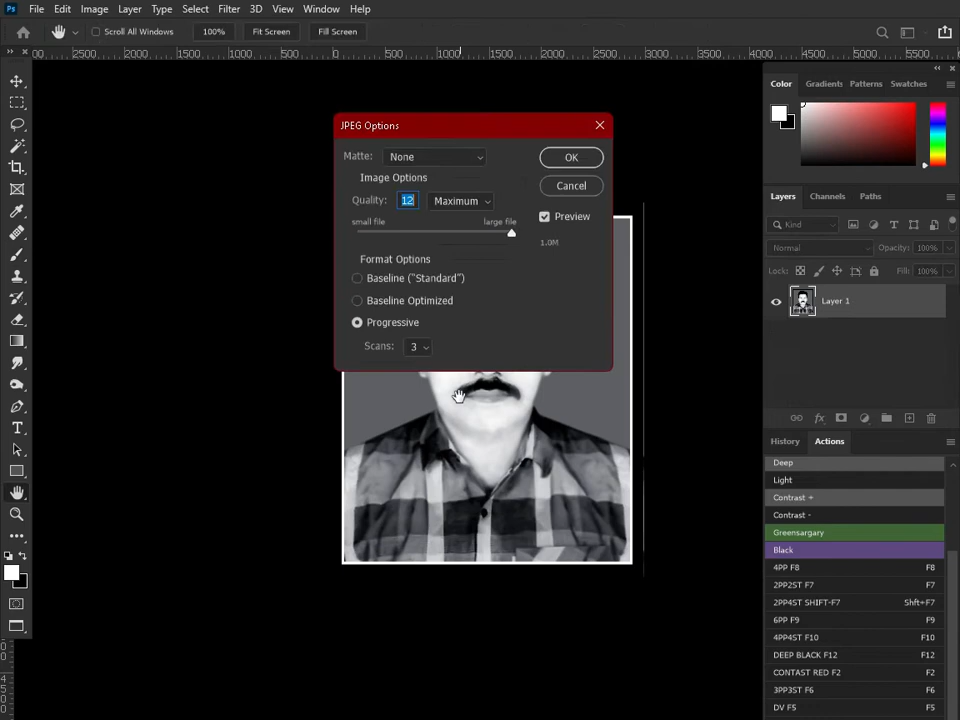 Ps File Edit Image Layer Type Select Filter 3D View Window Help
Scroll All Windows 100% Fit Screen Fill Screen
00 2500 2000 1500 1000 500 0 500 1000 1500 2000 2500 3000 3500 4000 4500 5000 5500
JPEG Options
Matte: None OK
Image Options
Quality: 12 Maximum Cancel
small file large file Preview
1.0M
Format Options
Baseline ("Standard")
Baseline Optimized
Progressive
Scans: 3
Color Gradients Patterns Swatches
Layers Channels Paths
Kind
Normal Opacity: 100%
Lock: Fill: 100%
Layer 1
fx
History Actions
Deep
Light
Contrast +
Contrast -
Greensargary
Black
4PP F8 F8
2PP2ST F7 F7
2PP4ST SHIFT-F7 Shft+F7
6PP F9 F9
4PP4ST F10 F10
DEEP BLACK F12 F12
CONTAST RED F2 F2
3PP3ST F6 F6
DV F5 F5